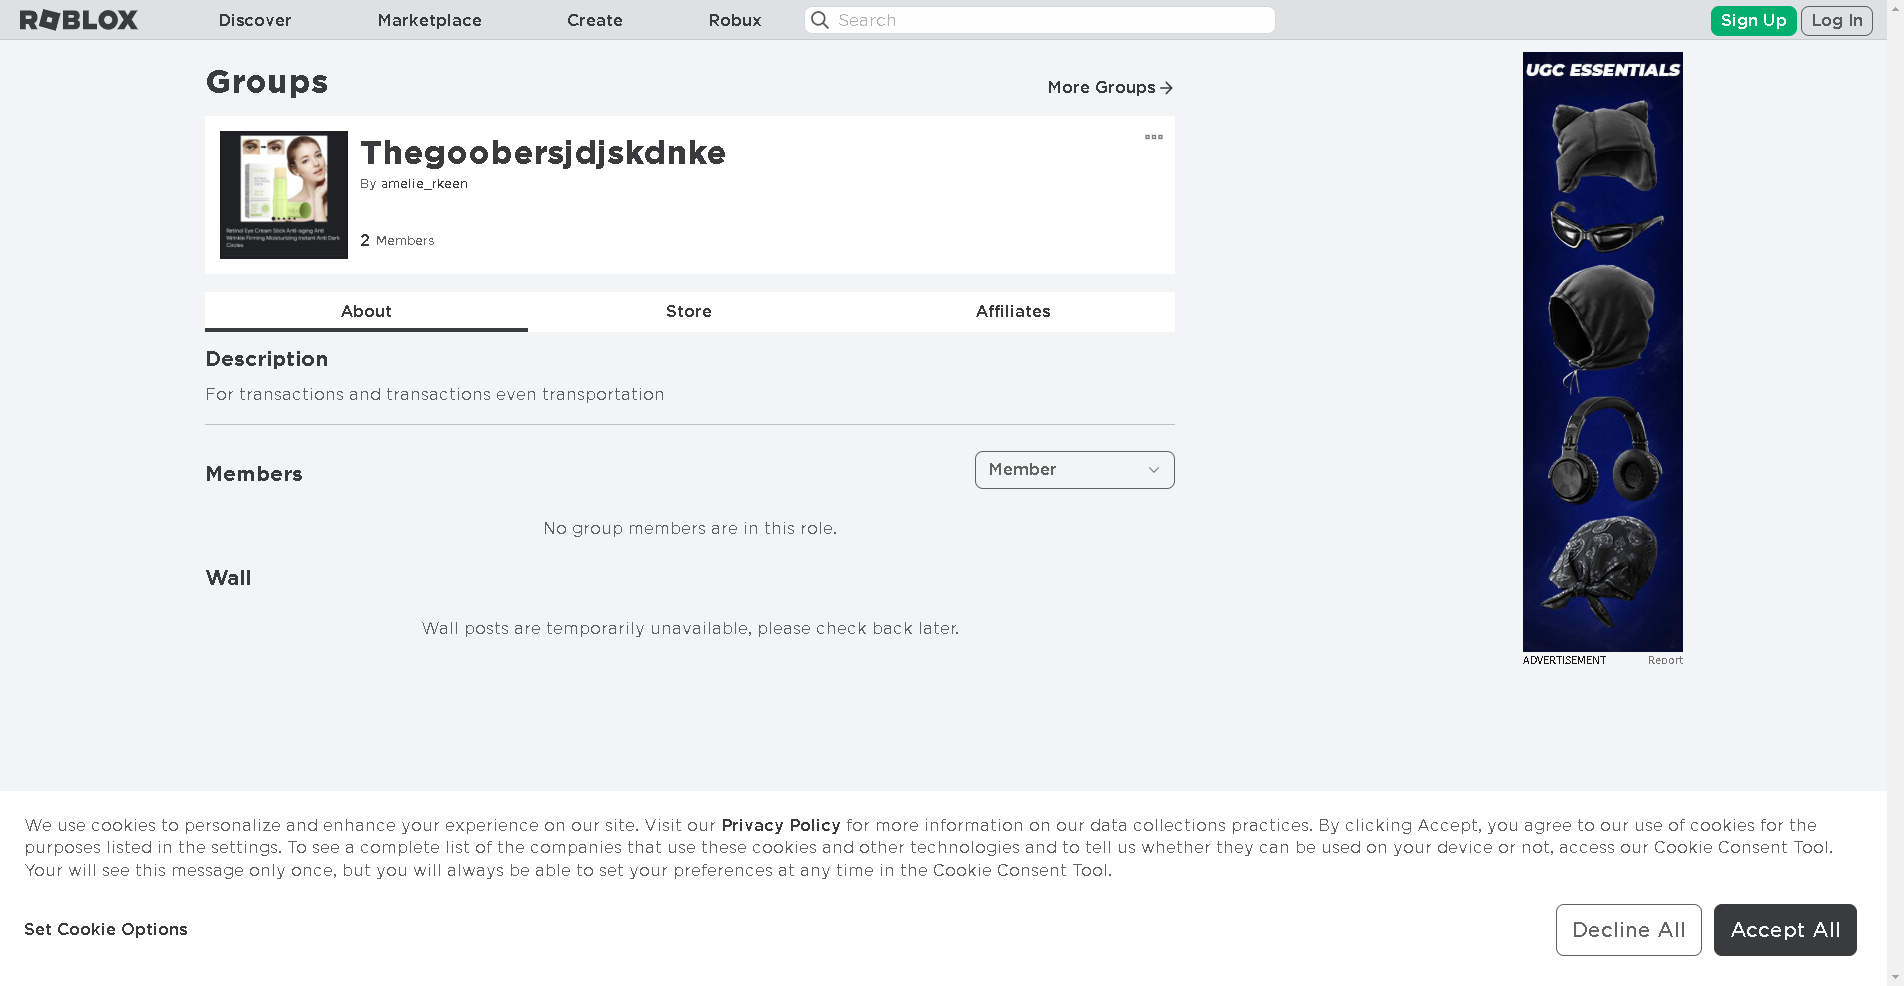 ROBLOX
Discover
Marketplace
Create
Robux
Search
Sign Up
Log In
Groups
More Groups
Thegoobersjdjskdnke
By amelie_rkeen
2 Members
Retinol Eye Cream Stick Anti-aging Anti
Wrinkle Firming Moisturizing Instant Anti Dark
Circles
About
Store
Affiliates
Description
For transactions and transactions even transportation
Members
Member
No group members are in this role.
Wall
Wall posts are temporarily unavailable, please check back later.
UGC ESSENTIALS
ADVERTISEMENT
Report
We use cookies to personalize and enhance your experience on our site. Visit our Privacy Policy for more information on our data collections practices. By clicking Accept, you agree to our use of cookies for the
purposes listed in the settings. To see a complete list of the companies that use these cookies and other technologies and to tell us whether they can be used on your device or not, access our Cookie Consent Tool.
Your will see this message only once, but you will always be able to set your preferences at any time in the Cookie Consent Tool.
Set Cookie Options
Decline All
Accept All